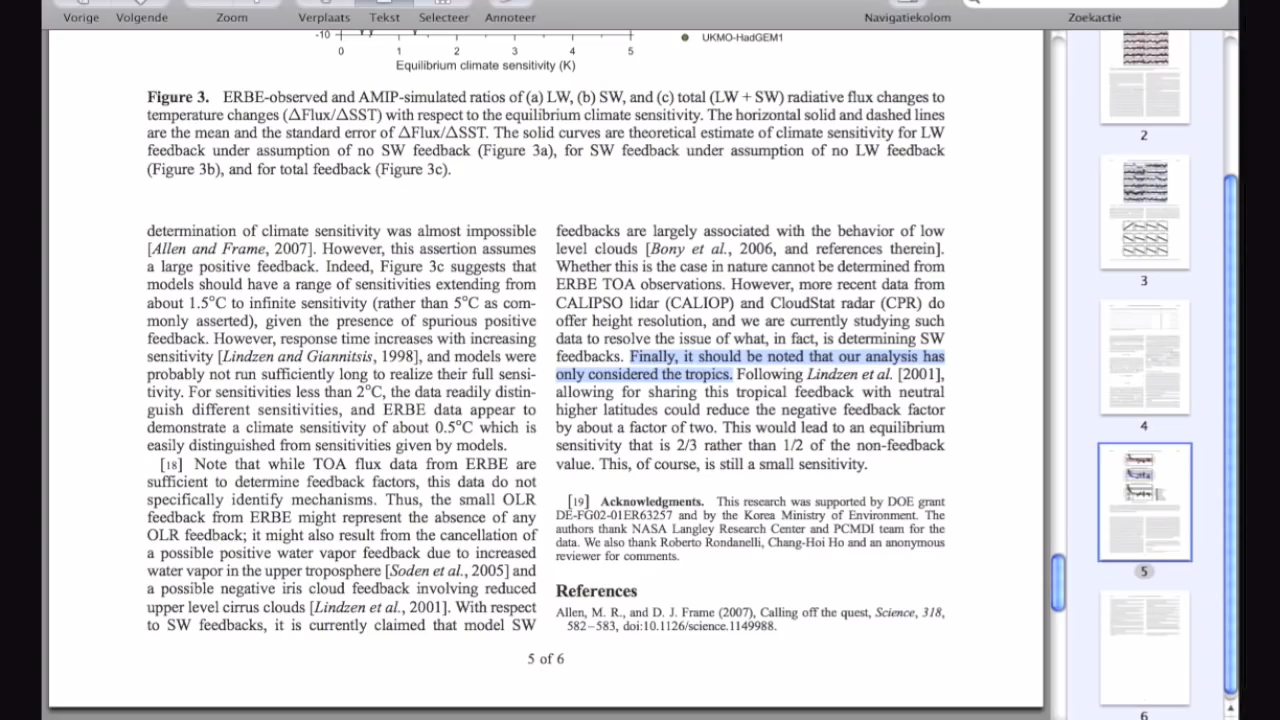 Vorige Volgende Zoom Verplaats Tekst Selecteer Annoteer Navigatiekolom Zoekactie
-10
0 1 2 3 4 5
UKMO-HadGEM1
Equilibrium climate sensitivity (K)
Figure 3. ERBE-observed and AMIP-simulated ratios of (a) LW, (b) SW, and (c) total (LW + SW) radiative flux changes to
temperature changes (ΔFlux/ΔSST) with respect to the equilibrium climate sensitivity. The horizontal solid and dashed lines
are the mean and the standard error of ΔFlux/ΔSST. The solid curves are theoretical estimate of climate sensitivity for LW
feedback under assumption of no SW feedback (Figure 3a), for SW feedback under assumption of no LW feedback
(Figure 3b), and for total feedback (Figure 3c).
determination of climate sensitivity was almost impossible
[Allen and Frame, 2007]. However, this assertion assumes
a large positive feedback. Indeed, Figure 3c suggests that
models should have a range of sensitivities extending from
about 1.5°C to infinite sensitivity (rather than 5°C as com-
monly asserted), given the presence of spurious positive
feedback. However, response time increases with increasing
sensitivity [Lindzen and Giannitsis, 1998], and models were
probably not run sufficiently long to realize their full sensi-
tivity. For sensitivities less than 2°C, the data readily distin-
guish different sensitivities, and ERBE data appear to
demonstrate a climate sensitivity of about 0.5°C which is
easily distinguished from sensitivities given by models.
[18] Note that while TOA flux data from ERBE are
sufficient to determine feedback factors, this data do not
specifically identify mechanisms. Thus, the small OLR
feedback from ERBE might represent the absence of any
OLR feedback; it might also result from the cancellation of
a possible positive water vapor feedback due to increased
water vapor in the upper troposphere [Soden et al., 2005] and
a possible negative iris cloud feedback involving reduced
upper level cirrus clouds [Lindzen et al., 2001]. With respect
to SW feedbacks, it is currently claimed that model SW
feedbacks are largely associated with the behavior of low
level clouds [Bony et al., 2006, and references therein].
Whether this is the case in nature cannot be determined from
ERBE TOA observations. However, more recent data from
CALIPSO lidar (CALIOP) and CloudStat radar (CPR) do
offer height resolution, and we are currently studying such
data to resolve the issue of what, in fact, is determining SW
feedbacks. Finally, it should be noted that our analysis has
only considered the tropics. Following Lindzen et al. [2001],
allowing for sharing this tropical feedback with neutral
higher latitudes could reduce the negative feedback factor
by about a factor of two. This would lead to an equilibrium
sensitivity that is 2/3 rather than 1/2 of the non-feedback
value. This, of course, is still a small sensitivity.
[19] Acknowledgments. This research was supported by DOE grant
DE-FG02-01ER63257 and by the Korea Ministry of Environment. The
authors thank NASA Langley Research Center and PCMDI team for the
data. We also thank Roberto Rondanelli, Chang-Hoi Ho and an anonymous
reviewer for comments.
References
Allen, M. R., and D. J. Frame (2007), Calling off the quest, Science, 318,
582–583, doi:10.1126/science.1149988.
5 of 6
2
3
4
5
6